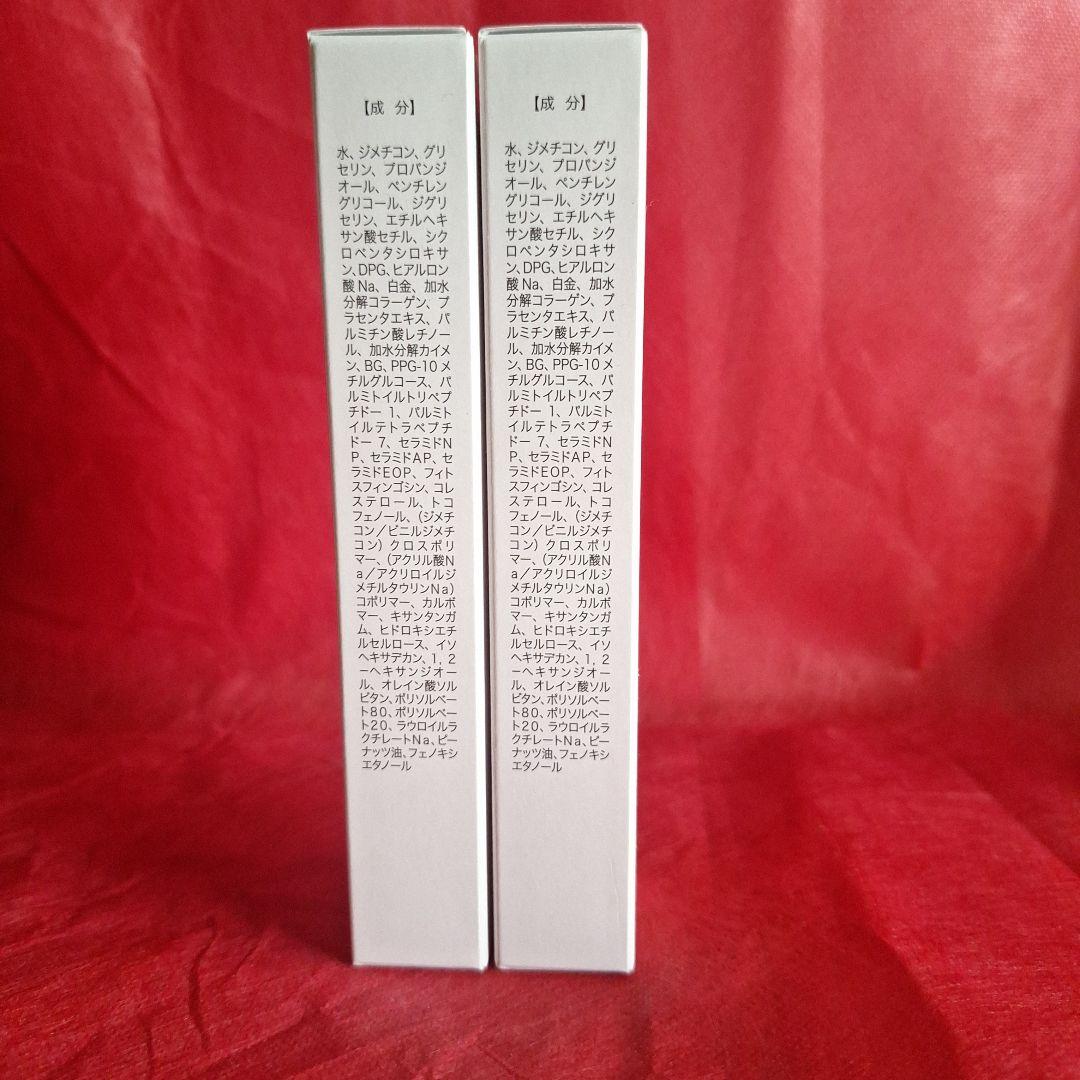 【成 分】
水、ジメチコン、グリ
セリン、プロパンジ
オール、ペンチレン
グリコール、ジグリ
セリン、エチルヘキ
サン酸セチル、シク
ロペンタシロキサ
ン、DPG、ヒアルロン
酸Na、白金、加水
分解コラーゲン、プ
ラセンタエキス、パ
ルミチン酸レチノー
ル、加水分解カイメ
ン、BG、PPG-10メ
チルグルコース、パ
ルミトイルトリペプ
チドー1、パルミト
イルテトラペプチ
ドー7、セラミドN
P、セラミドAP、セ
ラミドEOP、フィト
スフィンゴシン、コレ
ステロール、トコ
フェノール、(ジメチ
コン/ビニルジメチ
コン)クロスポリ
マー、(アクリル酸N
a/アクリロイルジ
メチルタウリンNa)
コポリマー、カルボ
マー、キサンタンガ
ム、ヒドロキシエチ
ルセルロース、イソ
ヘキサデカン、1,2
-ヘキサンジオー
ル、オレイン酸ソル
ビタン、ポリソルベー
ト80、ポリソルベー
ト20、ラウロイルラ
クチレートNa、ピー
ナッツ油、フェノキシ
エタノール
【成 分】
水、ジメチコン、グリ
セリン、プロパンジ
オール、ペンチレン
グリコール、ジグリ
セリン、エチルヘキ
サン酸セチル、シク
ロペンタシロキサ
ン、DPG、ヒアルロン
酸Na、白金、加水
分解コラーゲン、プ
ラセンタエキス、パ
ルミチン酸レチノー
ル、加水分解カイメ
ン、BG、PPG-10メ
チルグルコース、パ
ルミトイルトリペプ
チドー1、パルミト
イルテトラペプチ
ドー7、セラミドN
P、セラミドAP、セ
ラミドEOP、フィト
スフィンゴシン、コレ
ステロール、トコ
フェノール、(ジメチ
コン/ビニルジメチ
コン)クロスポリ
マー、(アクリル酸N
a/アクリロイルジ
メチルタウリンNa)
コポリマー、カルボ
マー、キサンタンガ
ム、ヒドロキシエチ
ルセルロース、イソ
ヘキサデカン、1,2
-ヘキサンジオー
ル、オレイン酸ソル
ビタン、ポリソルベー
ト80、ポリソルベー
ト20、ラウロイルラ
クチレートNa、ピー
ナッツ油、フェノキシ
エタノール